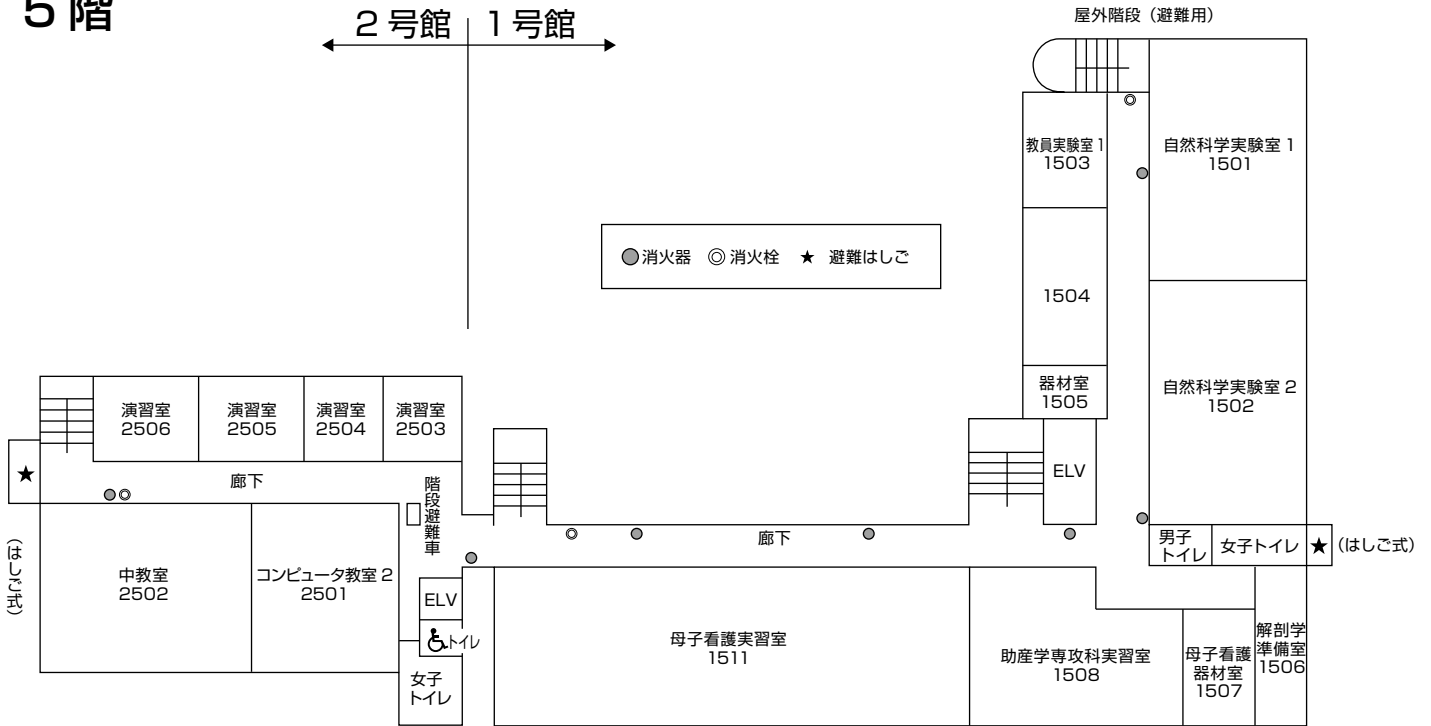 5階
2号館
1号館
屋外階段（避難用）
教員実験室1
1503
自然科学実験室1
1501
●消火器 ◎消火栓 ★ 避難はしご
1504
器材室
1505
自然科学実験室2
1502
演習室
2506
演習室
2505
演習室
2504
演習室
2503
ELV
★
廊下
階段避難車
廊下
男子
トイレ
女子トイレ
★
(はしご式)
(はしご式)
中教室
2502
コンピュータ教室2
2501
ELV
トイレ
女子
トイレ
母子看護実習室
1511
助産学専攻科実習室
1508
母子看護
器材室
1507
解剖学
準備室
1506